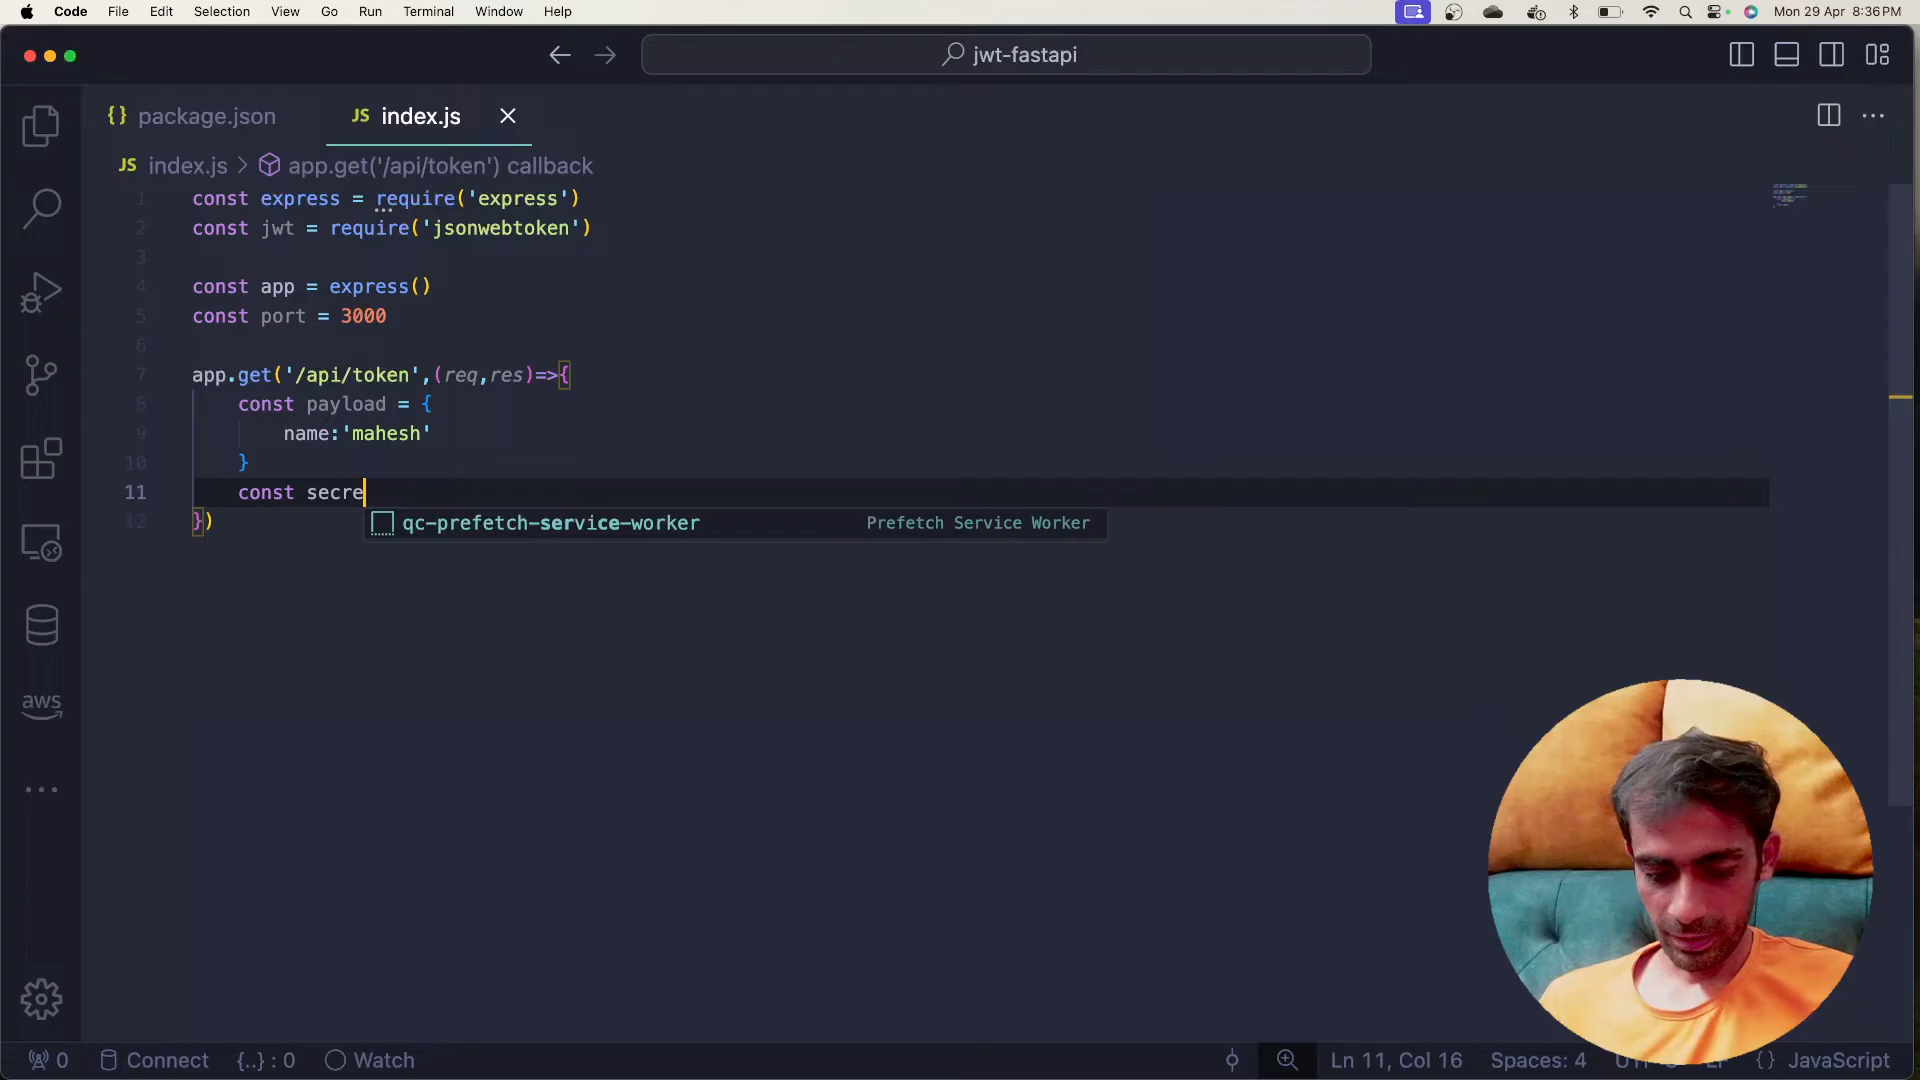 Code File Edit Selection View Go Run Terminal Window Help Mon 29 Apr 8:36 PM
jwt-fastapi
{} package.json JS index.js
JS index.js > app.get('/api/token') callback
1 const express = require('express')
2 const jwt = require('jsonwebtoken')
3
4 const app = express()
5 const port = 3000
6
7 app.get('/api/token',(req,res)=>{
8 const payload = {
9 name:'mahesh'
10 }
11 const secre
12 })
qc-prefetch-service-worker Prefetch Service Worker
aws
0 Connect {..} : 0 Watch Ln 11, Col 16 Spaces: 4 {} JavaScript